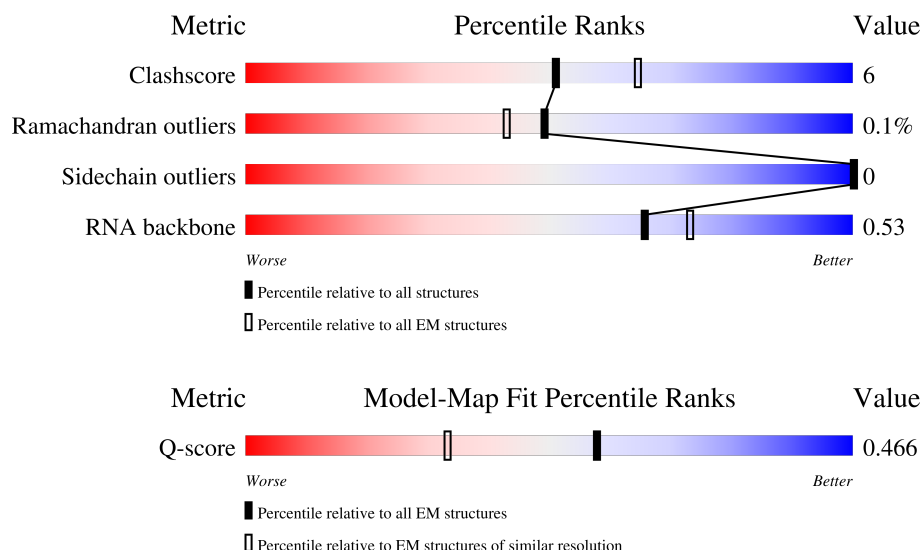 Metric Percentile Ranks Value
Clashscore 6
Ramachandran outliers 0.1%
Sidechain outliers 0
RNA backbone 0.53
Worse Better
Percentile relative to all structures
Percentile relative to all EM structures
Metric Model-Map Fit Percentile Ranks Value
Q-score 0.466
Worse Better
Percentile relative to all EM structures
Percentile relative to EM structures of similar resolution